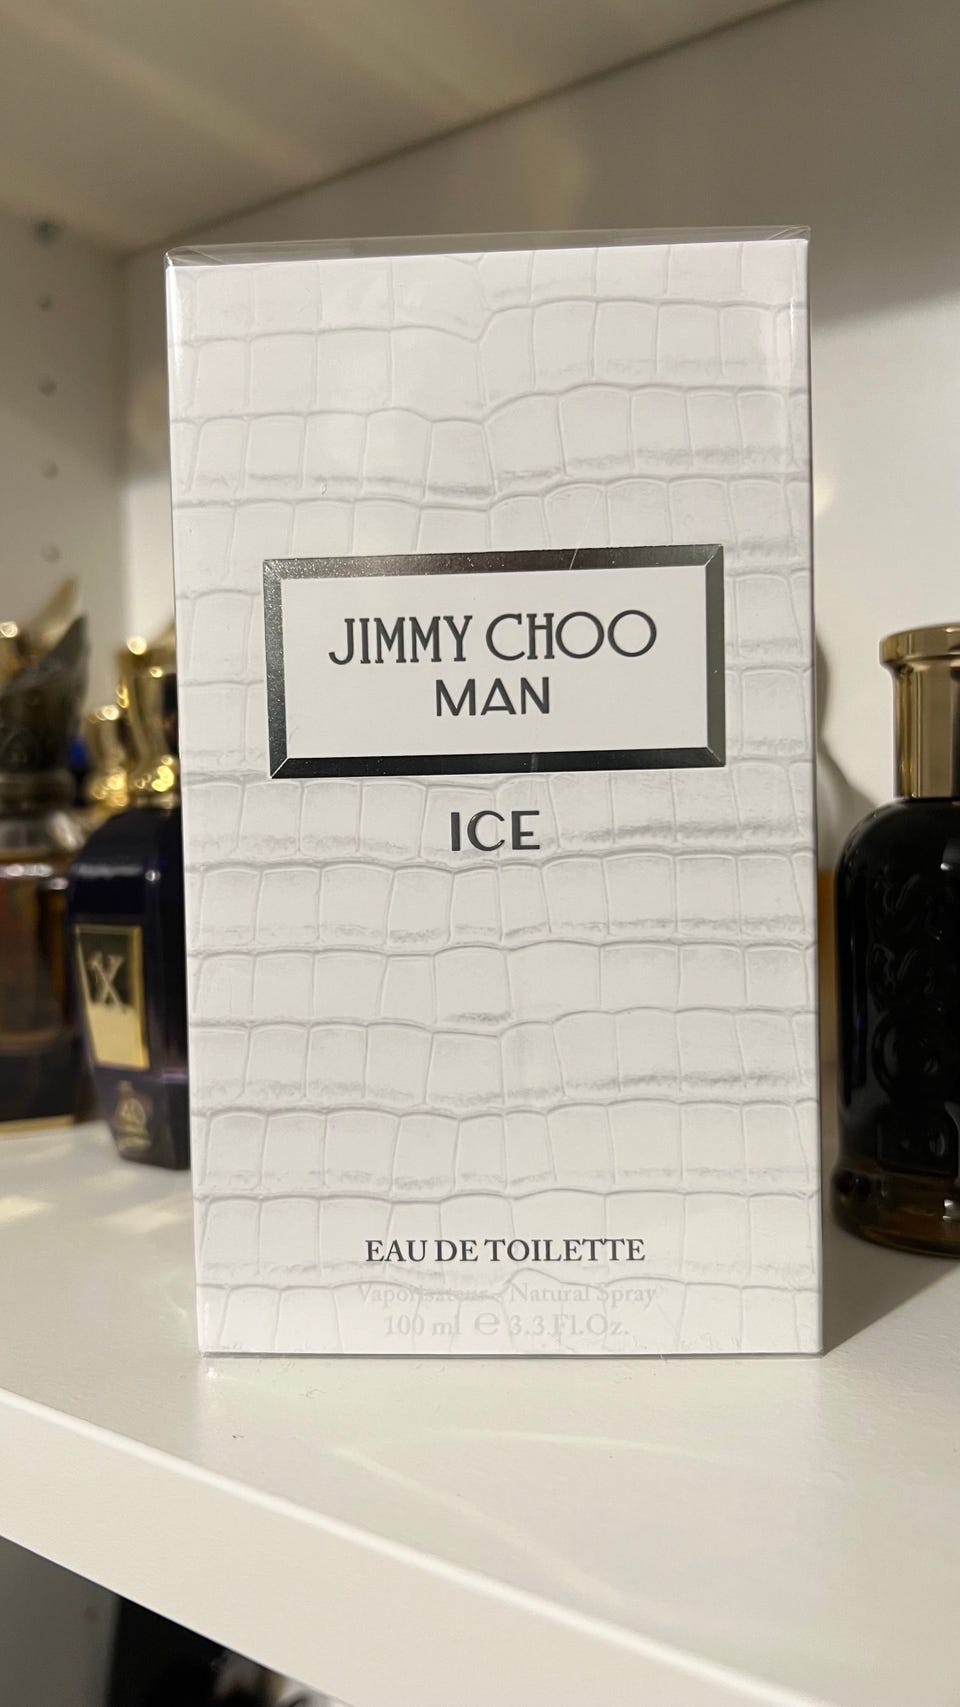 JIMMY CHOO
MAN
ICE
EAU DE TOILETTE
Vaporisateur - Natural Spray
100 ml e 3.3 Fl.Oz.
X